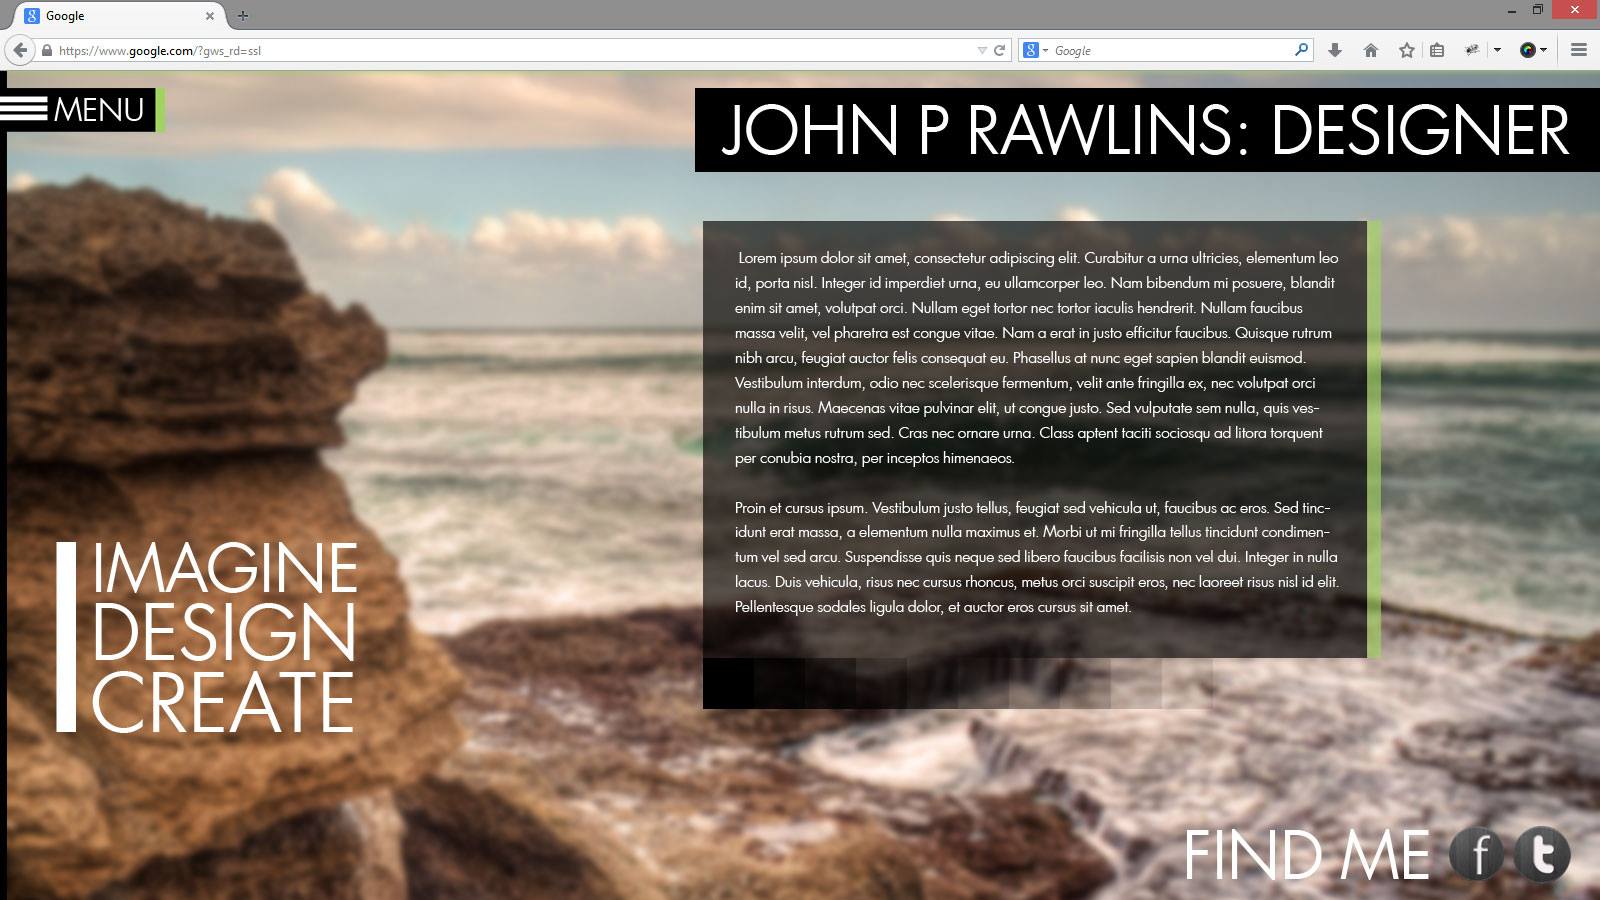 Google
https://www.google.com/?gws_rd=ssl
Google
MENU
JOHN P RAWLINS: DESIGNER
Lorem ipsum dolor sit amet, consectetur adipiscing elit. Curabitur a urna ultricies, elementum leo
id, porta nisl. Integer id imperdiet urna, eu ullamcorper leo. Nam bibendum mi posuere, blandit
enim sit amet, volutpat orci. Nullam eget tortor nec tortor iaculis hendrerit. Nullam faucibus
massa velit, vel pharetra est congue vitae. Nam a erat in justo efficitur faucibus. Quisque rutrum
nibh arcu, feugiat auctor felis consequat eu. Phasellus at nunc eget sapien blandit euismod.
Vestibulum interdum, odio nec scelerisque fermentum, velit ante fringilla ex, nec volutpat orci
nulla in risus. Maecenas vitae pulvinar elit, ut congue justo. Sed vulputate sem nulla, quis ves-
tibulum metus rutrum sed. Cras nec ornare urna. Class aptent taciti sociosqu ad litora torquent
per conubia nostra, per inceptos himenaeos.
Proin et cursus ipsum. Vestibulum justo tellus, feugiat sed vehicula ut, faucibus ac eros. Sed tinc-
idunt erat massa, a elementum nulla maximus et. Morbi ut mi fringilla tellus tincidunt condimen-
tum vel sed arcu. Suspendisse quis neque sed libero faucibus facilisis non vel dui. Integer in nulla
lacus. Duis vehicula, risus nec cursus rhoncus, metus orci suscipit eros, nec laoreet risus nisl id elit.
Pellentesque sodales ligula dolor, et auctor eros cursus sit amet.
IMAGINE
DESIGN
CREATE
FIND ME f t